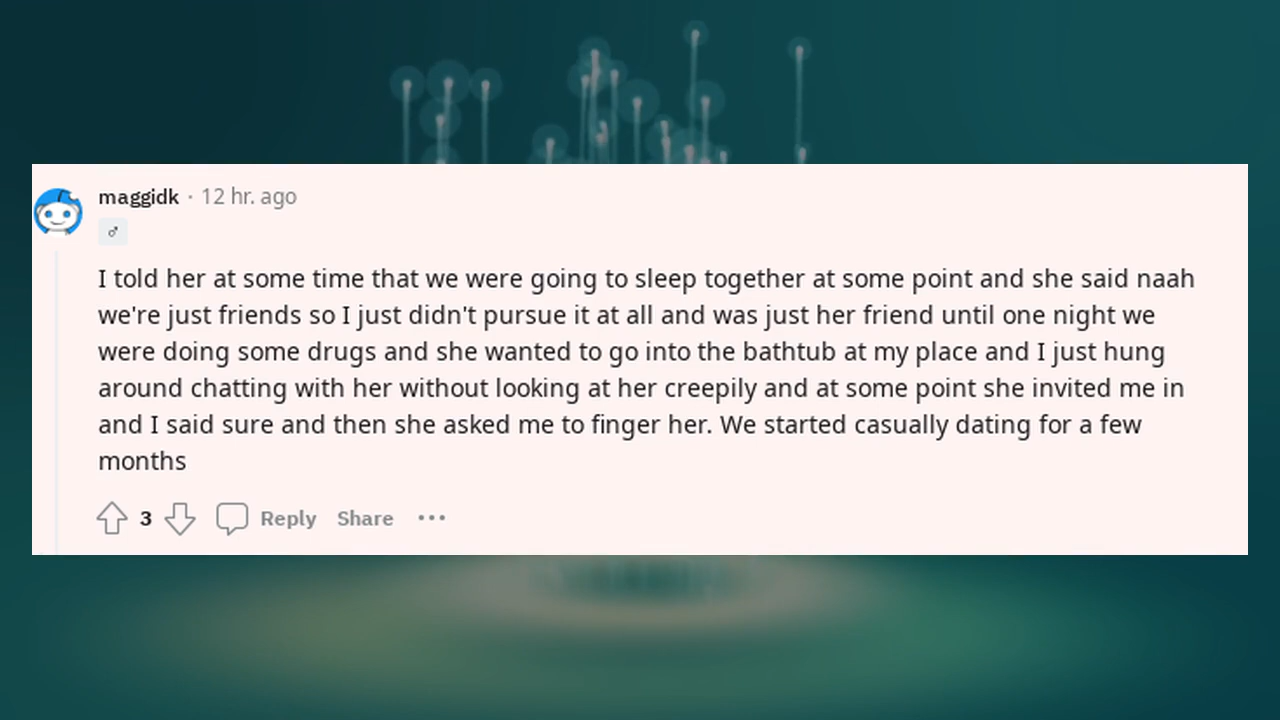 maggidk · 12 hr. ago
♂
I told her at some time that we were going to sleep together at some point and she said naah
we're just friends so I just didn't pursue it at all and was just her friend until one night we
were doing some drugs and she wanted to go into the bathtub at my place and I just hung
around chatting with her without looking at her creepily and at some point she invited me in
and I said sure and then she asked me to finger her. We started casually dating for a few
months
3 Reply Share ···